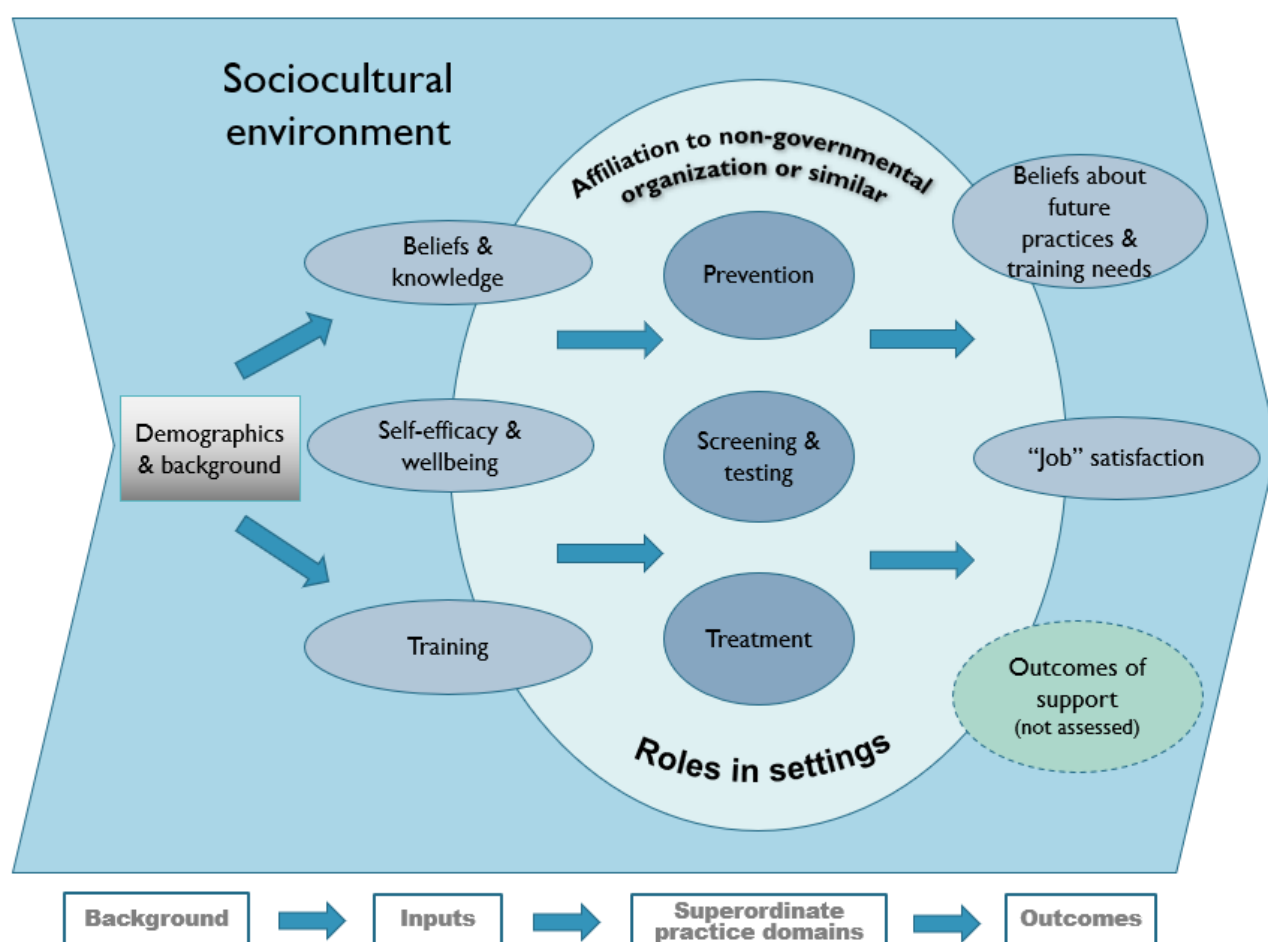 Sociocultural
environment
Affiliation to non-governmental
organization or similar
Beliefs &
knowledge
Prevention
Beliefs about
future
practices &
training needs
Demographics
& background
Self-efficacy &
wellbeing
Screening &
testing
“Job” satisfaction
Training
Treatment
Outcomes of
support
(not assessed)
Roles in settings
Background
Inputs
Superordinate
practice domains
Outcomes